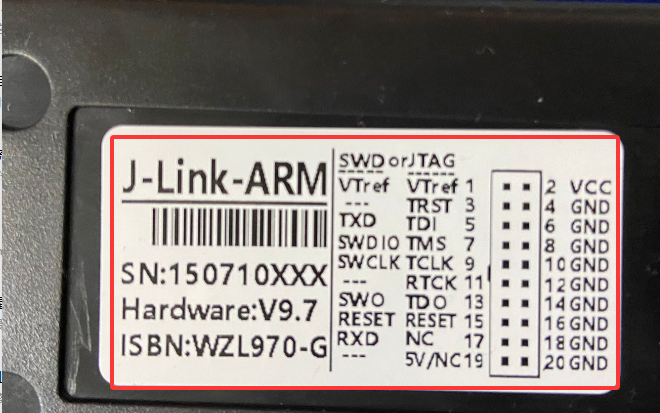 J-Link-ARM
SN:150710XXX
Hardware:V9.7
ISBN:WZL970-G
SWD orJTAG
VTref VTref 1 2 VCC
--- TRST 3 4 GND
TXD TDI 5 6 GND
SWDIO TMS 7 8 GND
SWCLK TCLK 9 10 GND
--- RTCK 11 12 GND
SWO TDO 13 14 GND
RESET RESET 15 16 GND
RXD NC 17 18 GND
--- 5V/NC 19 20 GND